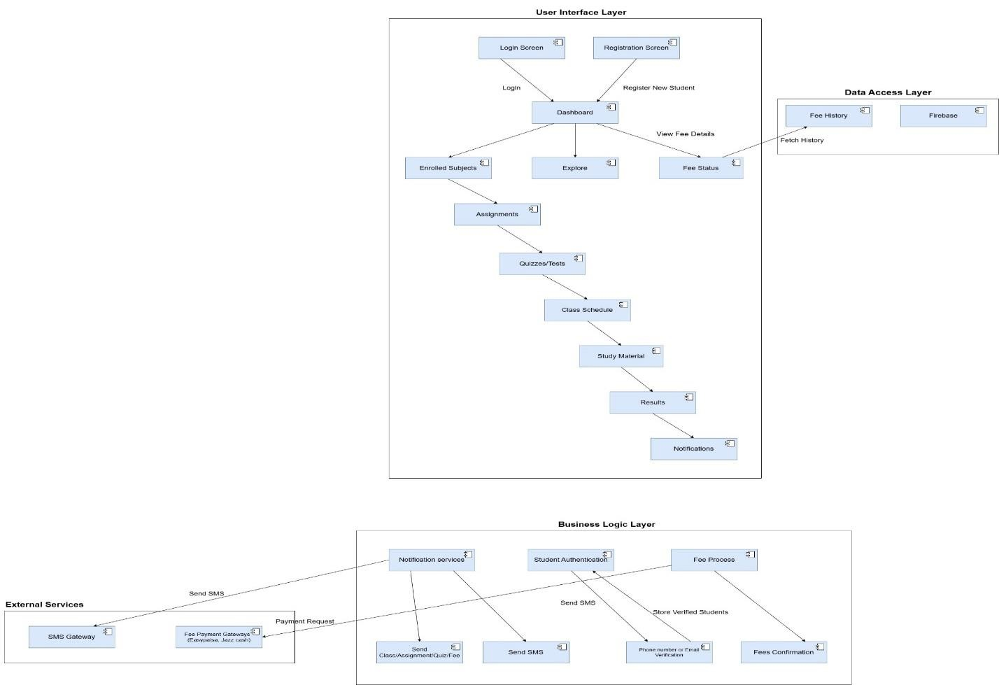 User Interface Layer
Login Screen
Registration Screen
Login
Register New Student
Data Access Layer
Dashboard
Fee History
Firebase
View Fee Details
Fetch History
Enrolled Subjects
Explore
Fee Status
Assignments
Quizzes/Tests
Class Schedule
Study Material
Results
Notifications
Business Logic Layer
Notification services
Student Authentication
Fee Process
Send SMS
External Services
Send SMS
Store Verified Students
Payment Request
SMS Gateway
Fee Payment Gateways
(Easypaisa, Jazz cash)
Send
Class/Assignment/Quiz/Fee
Send SMS
Phone number or Email
Verification
Fees Confirmation